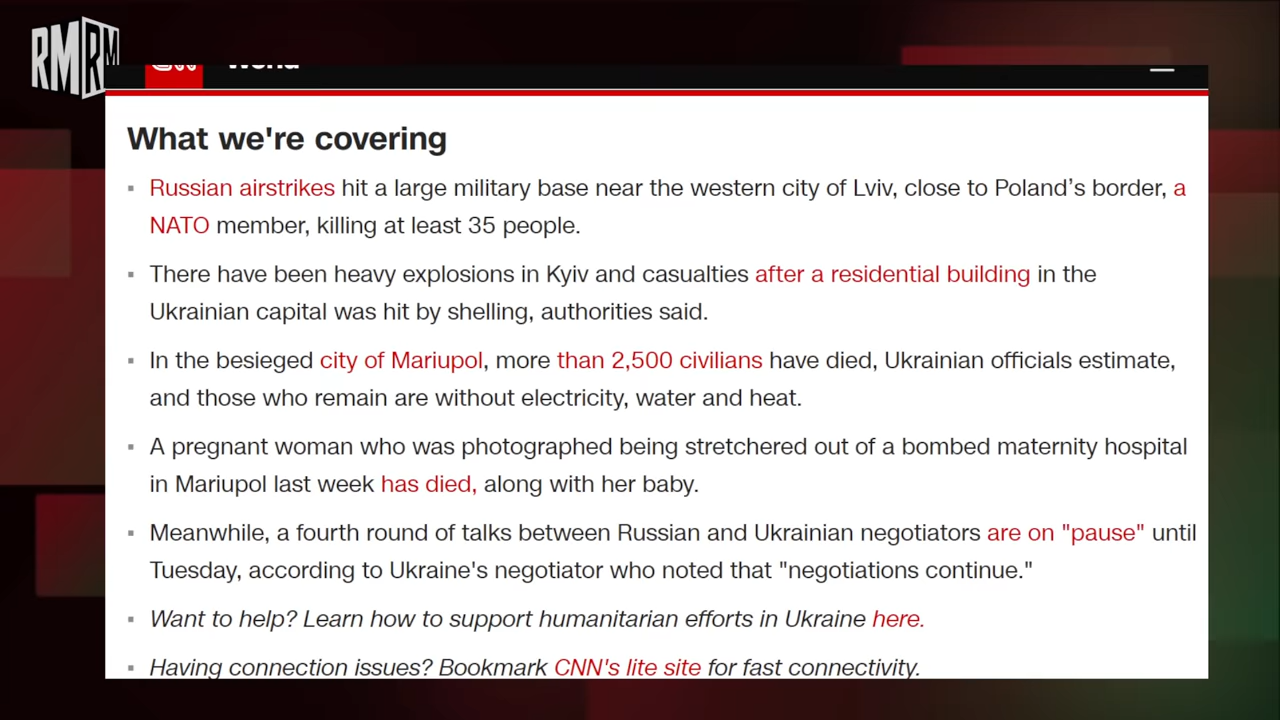 RMRM
World
What we're covering
Russian airstrikes hit a large military base near the western city of Lviv, close to Poland’s border, a
NATO member, killing at least 35 people.
There have been heavy explosions in Kyiv and casualties after a residential building in the
Ukrainian capital was hit by shelling, authorities said.
In the besieged city of Mariupol, more than 2,500 civilians have died, Ukrainian officials estimate,
and those who remain are without electricity, water and heat.
A pregnant woman who was photographed being stretchered out of a bombed maternity hospital
in Mariupol last week has died, along with her baby.
Meanwhile, a fourth round of talks between Russian and Ukrainian negotiators are on "pause" until
Tuesday, according to Ukraine's negotiator who noted that "negotiations continue."
Want to help? Learn how to support humanitarian efforts in Ukraine here.
Having connection issues? Bookmark CNN's lite site for fast connectivity.